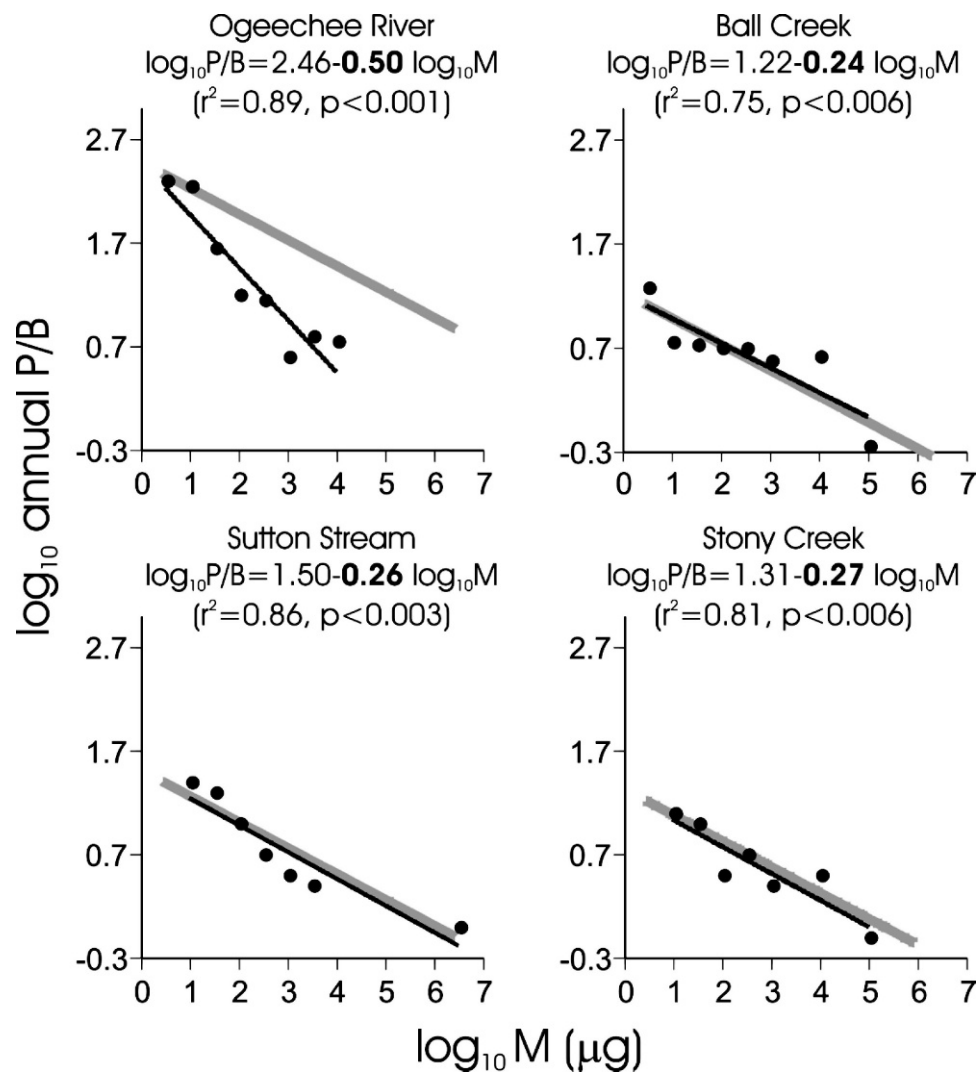 Ogeechee River
log₁₀P/B=2.46-0.50 log₁₀M
(r²=0.89, p<0.001)
2.7
1.7
0.7
-0.3
0 1 2 3 4 5 6 7
Ball Creek
log₁₀P/B=1.22-0.24 log₁₀M
(r²=0.75, p<0.006)
2.7
1.7
0.7
-0.3
0 1 2 3 4 5 6 7
log₁₀ annual P/B
Sutton Stream
log₁₀P/B=1.50-0.26 log₁₀M
(r²=0.86, p<0.003)
2.7
1.7
0.7
-0.3
0 1 2 3 4 5 6 7
Stony Creek
log₁₀P/B=1.31-0.27 log₁₀M
(r²=0.81, p<0.006)
2.7
1.7
0.7
-0.3
0 1 2 3 4 5 6 7
log₁₀ M (μg)